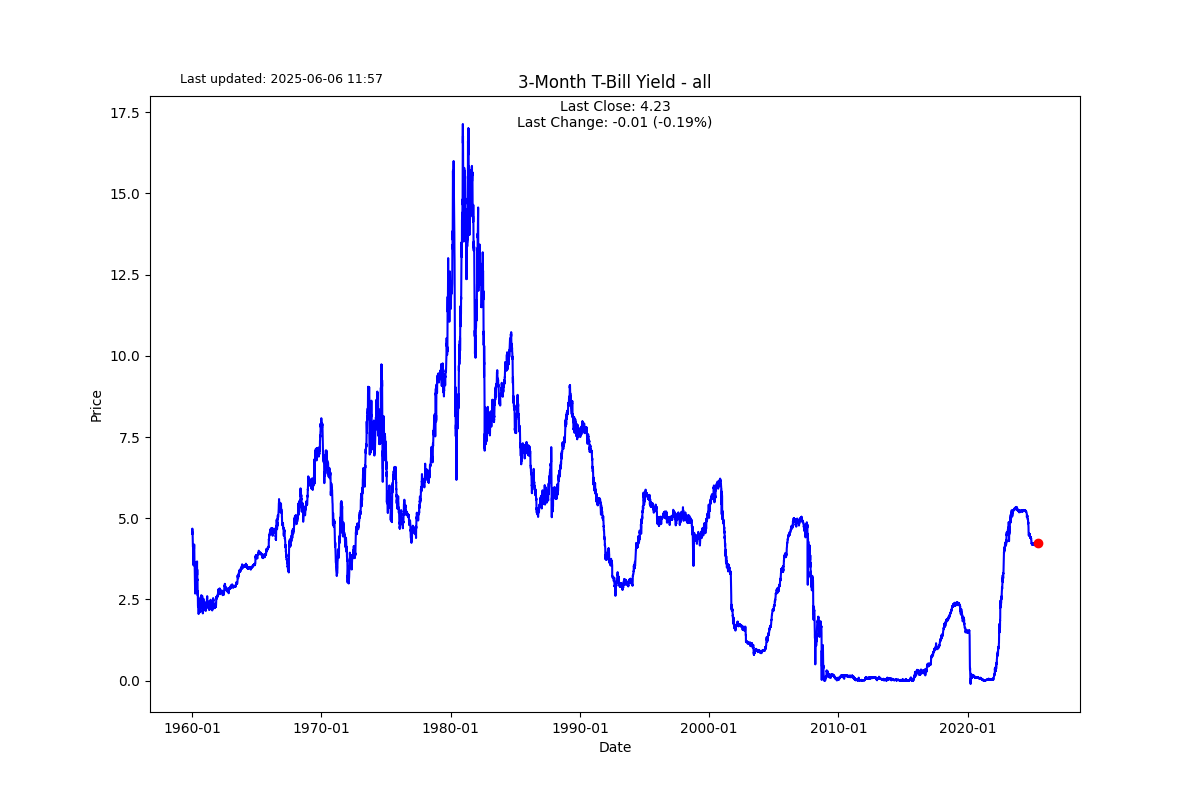 Last updated: 2025-06-06 11:57
3-Month T-Bill Yield - all
Last Close: 4.23
Last Change: -0.01 (-0.19%)
17.5
15.0
12.5
10.0
7.5
5.0
2.5
0.0
Price
1960-01 1970-01 1980-01 1990-01 2000-01 2010-01 2020-01
Date